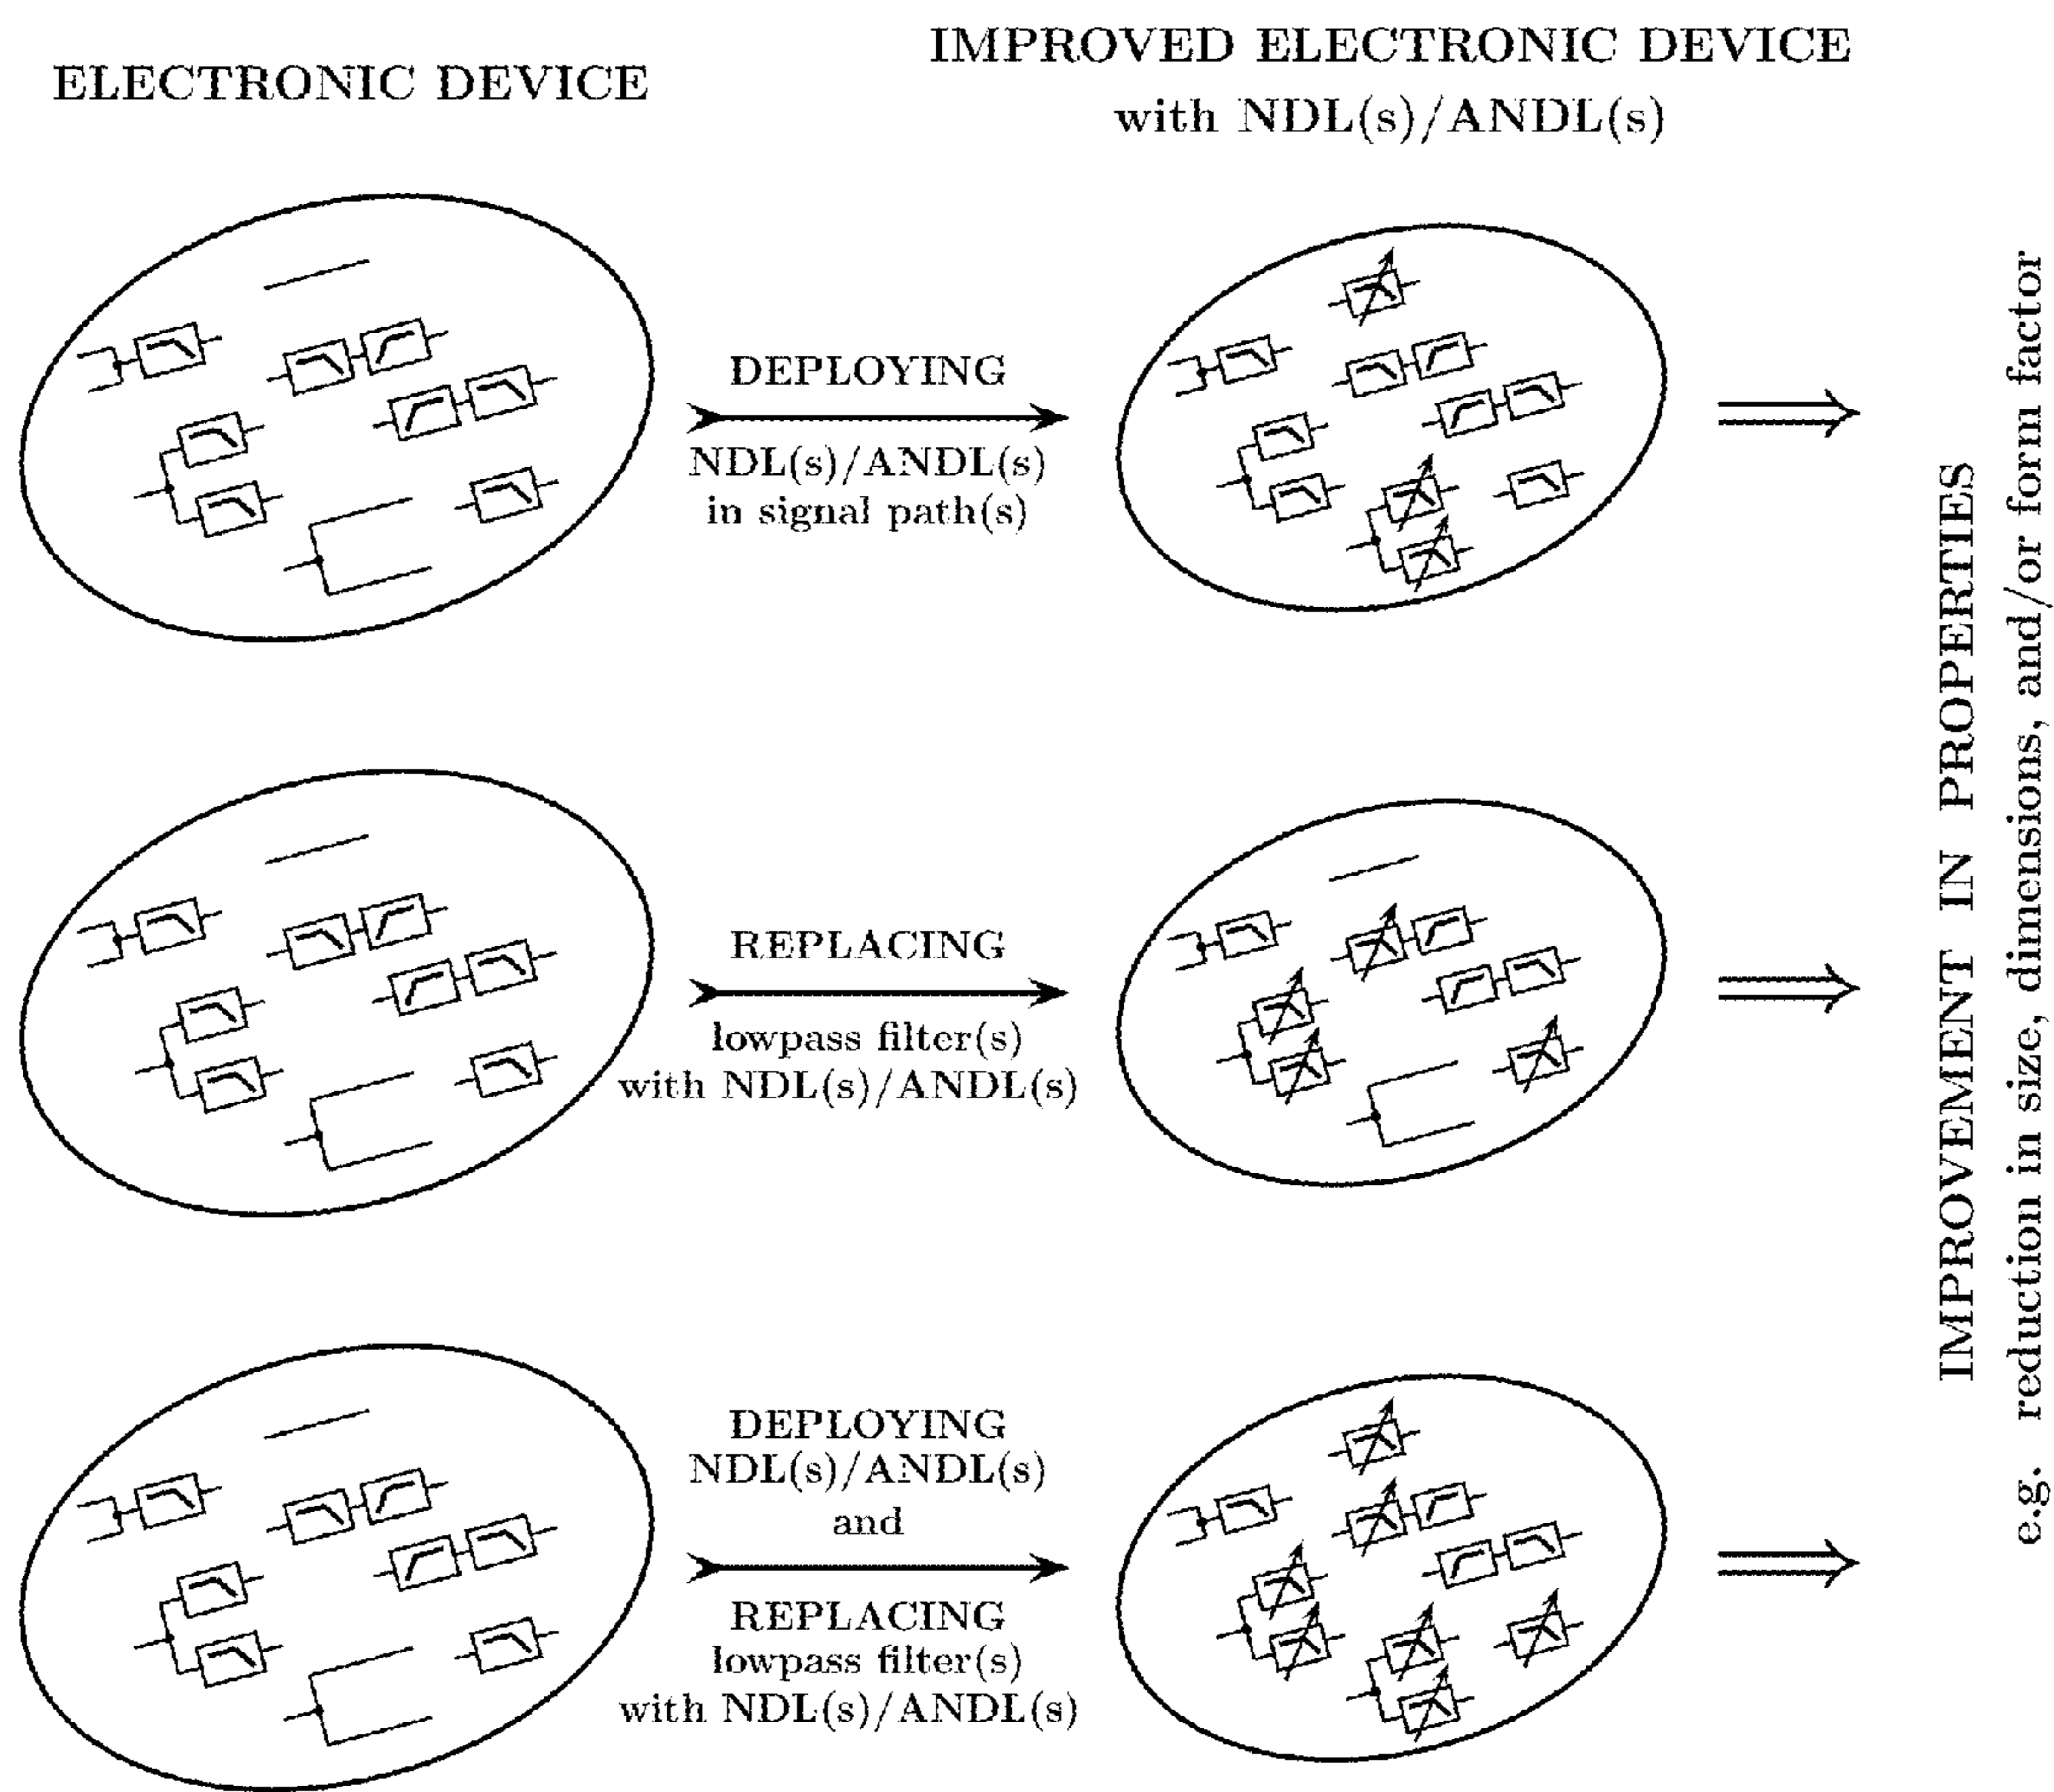 ELECTRONIC DEVICE
IMPROVED ELECTRONIC DEVICE
with NDL(s)/ANDL(s)
DEPLOYING
NDL(s)/ANDL(s)
in signal path(s)
REPLACING
lowpass filter(s)
with NDL(s)/ANDL(s)
DEPLOYING
NDL(s)/ANDL(s)
and
REPLACING
lowpass filter(s)
with NDL(s)/ANDL(s)
IMPROVEMENT IN PROPERTIES
e.g. reduction in size, dimensions, and/or form factor